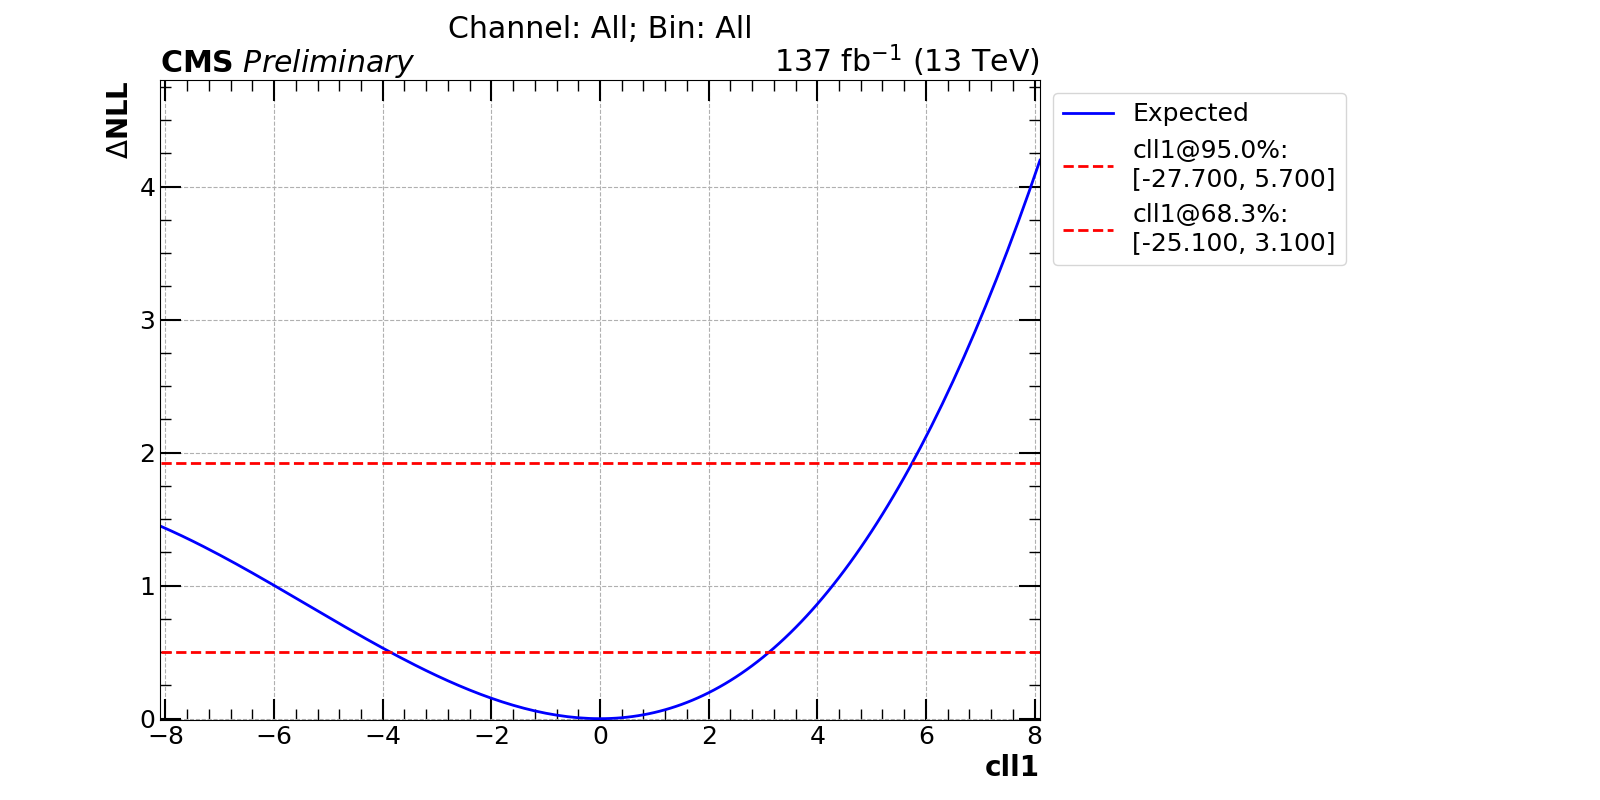 Channel: All; Bin: All
CMS Preliminary 137 fb⁻¹ (13 TeV)
ΔNLL
4
3
2
1
0
−8 −6 −4 −2 0 2 4 6 8
cll1
Expected
cll1@95.0%:
[-27.700, 5.700]
cll1@68.3%:
[-25.100, 3.100]